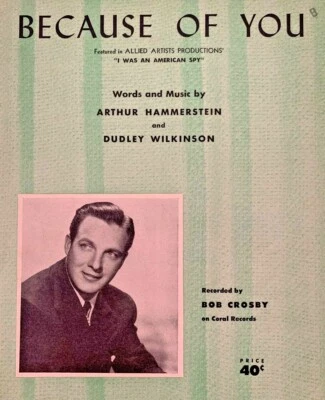 BECAUSE OF YOU
Featured in ALLIED ARTISTS PRODUCTIONS'
"I WAS AN AMERICAN SPY"
Words and Music by
ARTHUR HAMMERSTEIN
and
DUDLEY WILKINSON
Recorded by
BOB CROSBY
on Coral Records
PRICE
40¢